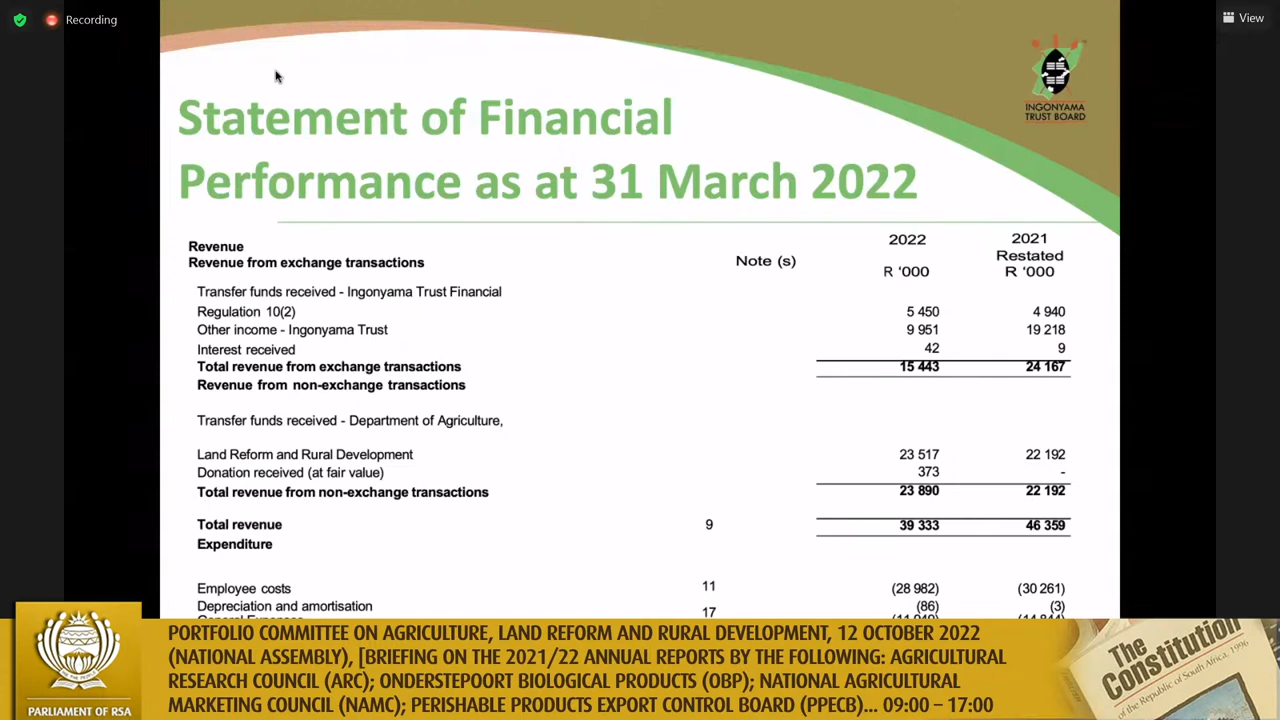 Recording
View
INGONYAMA
TRUST BOARD
Statement of Financial
Performance as at 31 March 2022
2022 2021
Revenue Restated
Revenue from exchange transactions Note (s) R '000 R '000
Transfer funds received - Ingonyama Trust Financial
Regulation 10(2) 5 450 4 940
Other income - Ingonyama Trust 9 951 19 218
Interest received 42 9
Total revenue from exchange transactions 15 443 24 167
Revenue from non-exchange transactions
Transfer funds received - Department of Agriculture,
Land Reform and Rural Development 23 517 22 192
Donation received (at fair value) 373 -
Total revenue from non-exchange transactions 23 890 22 192
Total revenue 9 39 333 46 359
Expenditure
Employee costs 11 (28 982) (30 261)
Depreciation and amortisation (86) (3)
17
PARLIAMENT OF RSA
PORTFOLIO COMMITTEE ON AGRICULTURE, LAND REFORM AND RURAL DEVELOPMENT, 12 OCTOBER 2022
(NATIONAL ASSEMBLY), [BRIEFING ON THE 2021/22 ANNUAL REPORTS BY THE FOLLOWING: AGRICULTURAL
RESEARCH COUNCIL (ARC); ONDERSTEPOORT BIOLOGICAL PRODUCTS (OBP); NATIONAL AGRICULTURAL
MARKETING COUNCIL (NAMC); PERISHABLE PRODUCTS EXPORT CONTROL BOARD (PPECB)... 09:00 – 17:00
The
Constitution
of the Republic of South Africa, 1996